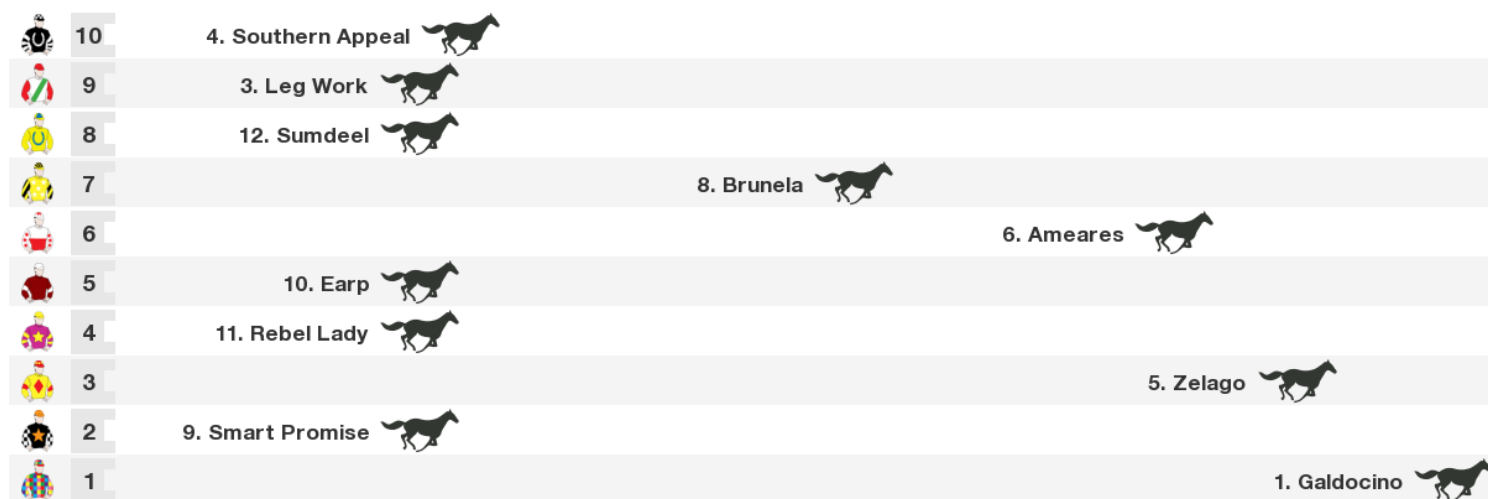 10 4. Southern Appeal
9 3. Leg Work
8 12. Sumdeel
7 8. Brunela
6 6. Ameares
5 10. Earp
4 11. Rebel Lady
3 5. Zelago
2 9. Smart Promise
1 1. Galdocino